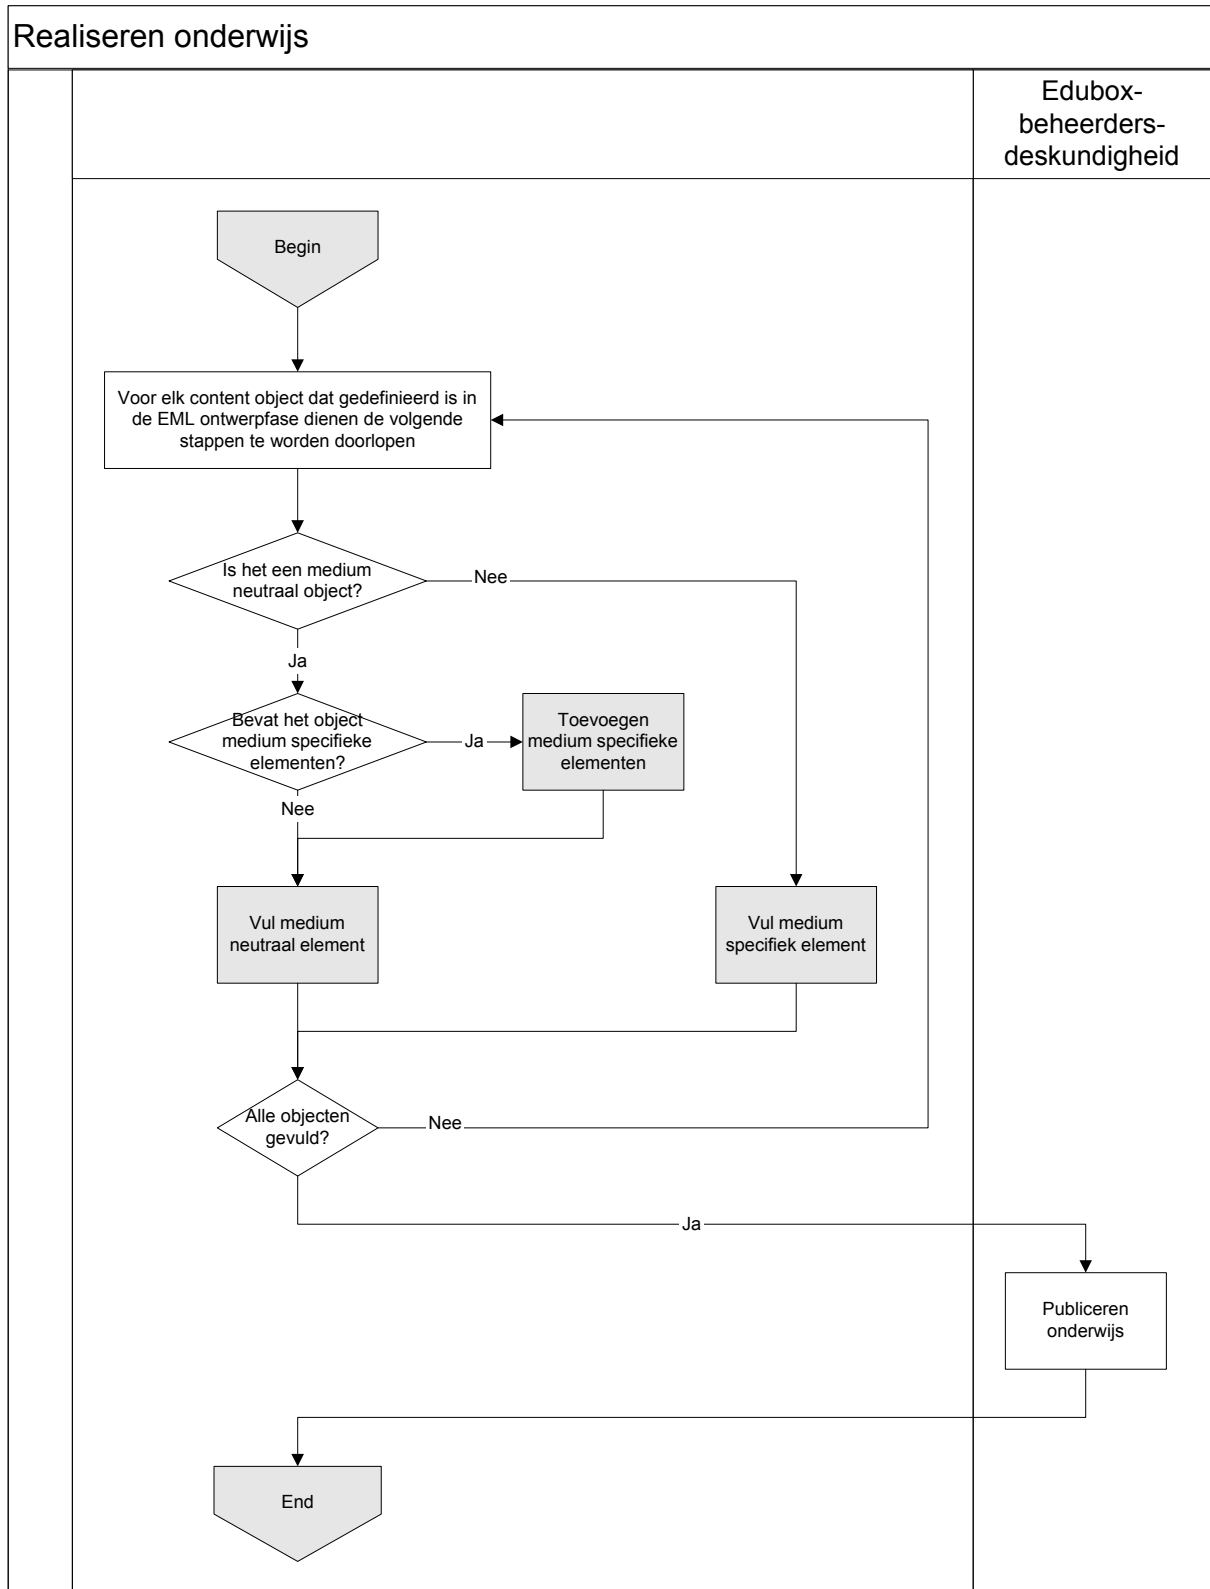 Realiseren onderwijs
Edubox-
beheerders-
deskundigheid
Begin
Voor elk content object dat gedefinieerd is in
de EML ontwerpfase dienen de volgende
stappen te worden doorlopen
Is het een medium
neutraal object?
Nee
Ja
Bevat het object
medium specifieke
elementen?
Ja
Toevoegen
medium specifieke
elementen
Nee
Vul medium
neutraal element
Vul medium
specifiek element
Alle objecten
gevuld?
Nee
Ja
Publiceren
onderwijs
End